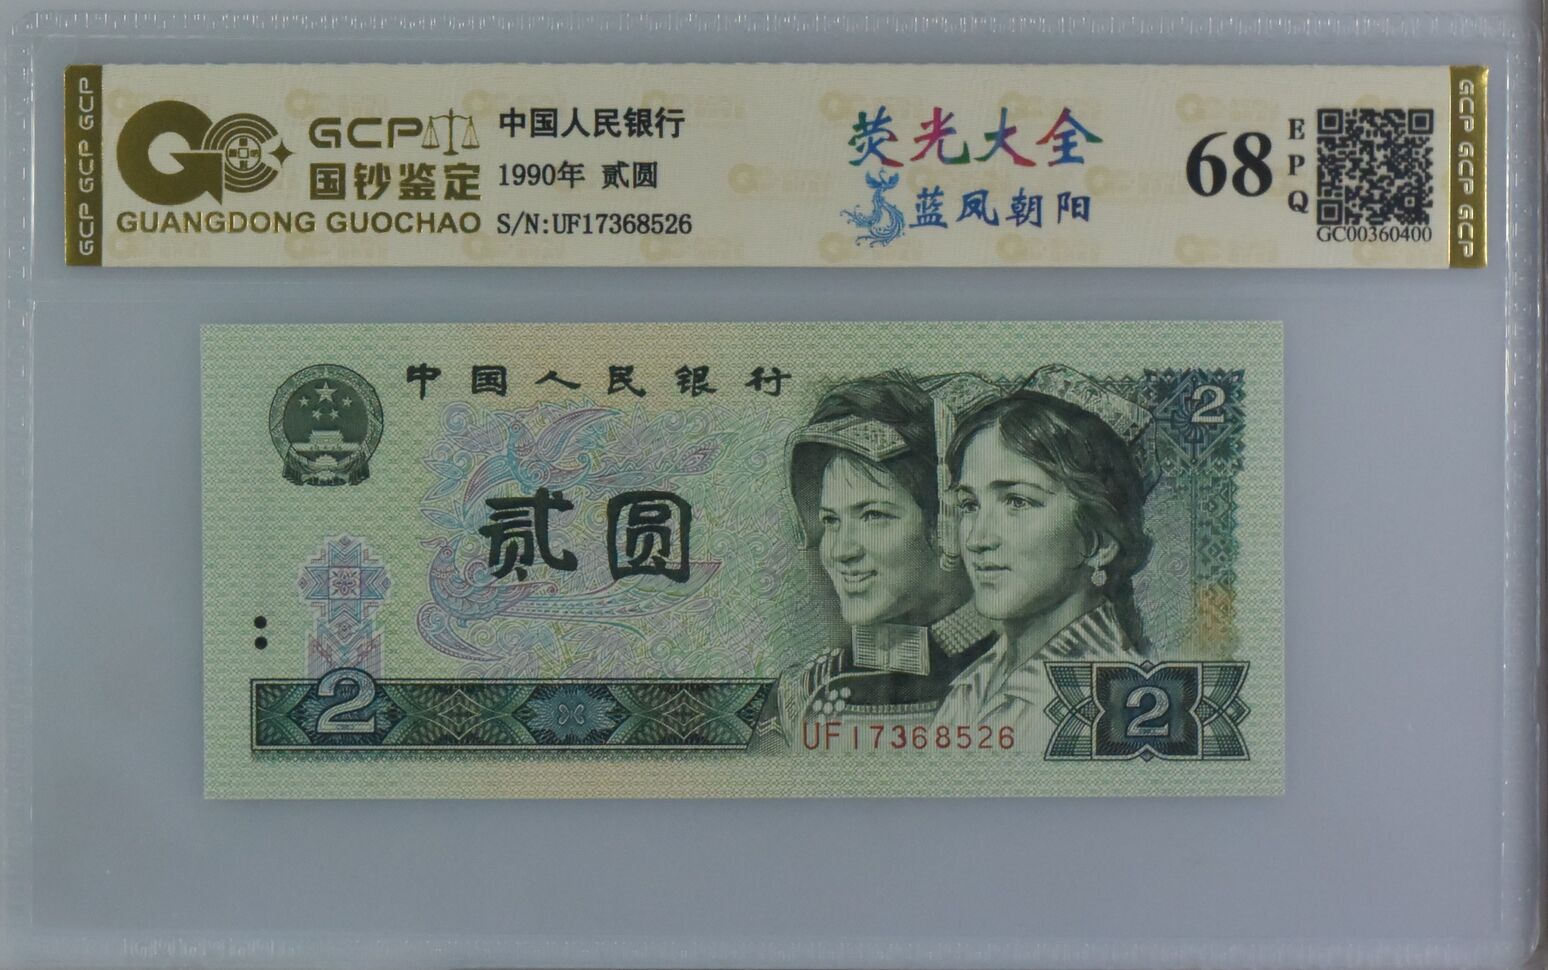 GCP GCP GCP
GCP
国钞鉴定
GUANGDONG GUOCHAO
中国人民银行
1990年 贰圆
S/N:UF17368526
荧光大全
蓝凤朝阳
68
EPQ
GC00360400
GCP GCP GCP
中国人民银行
2
贰圆
2
2
UF17368526